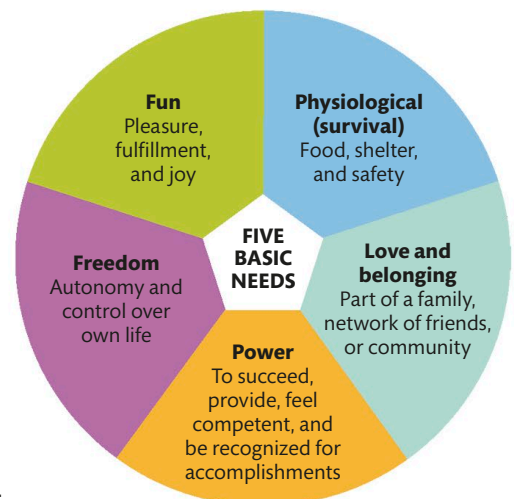 Fun
Pleasure,
fulfillment,
and joy
Physiological
(survival)
Food, shelter,
and safety
FIVE
BASIC
NEEDS
Freedom
Autonomy and
control over
own life
Love and
belonging
Part of a family,
network of friends,
or community
Power
To succeed,
provide, feel
competent, and
be recognized for
accomplishments